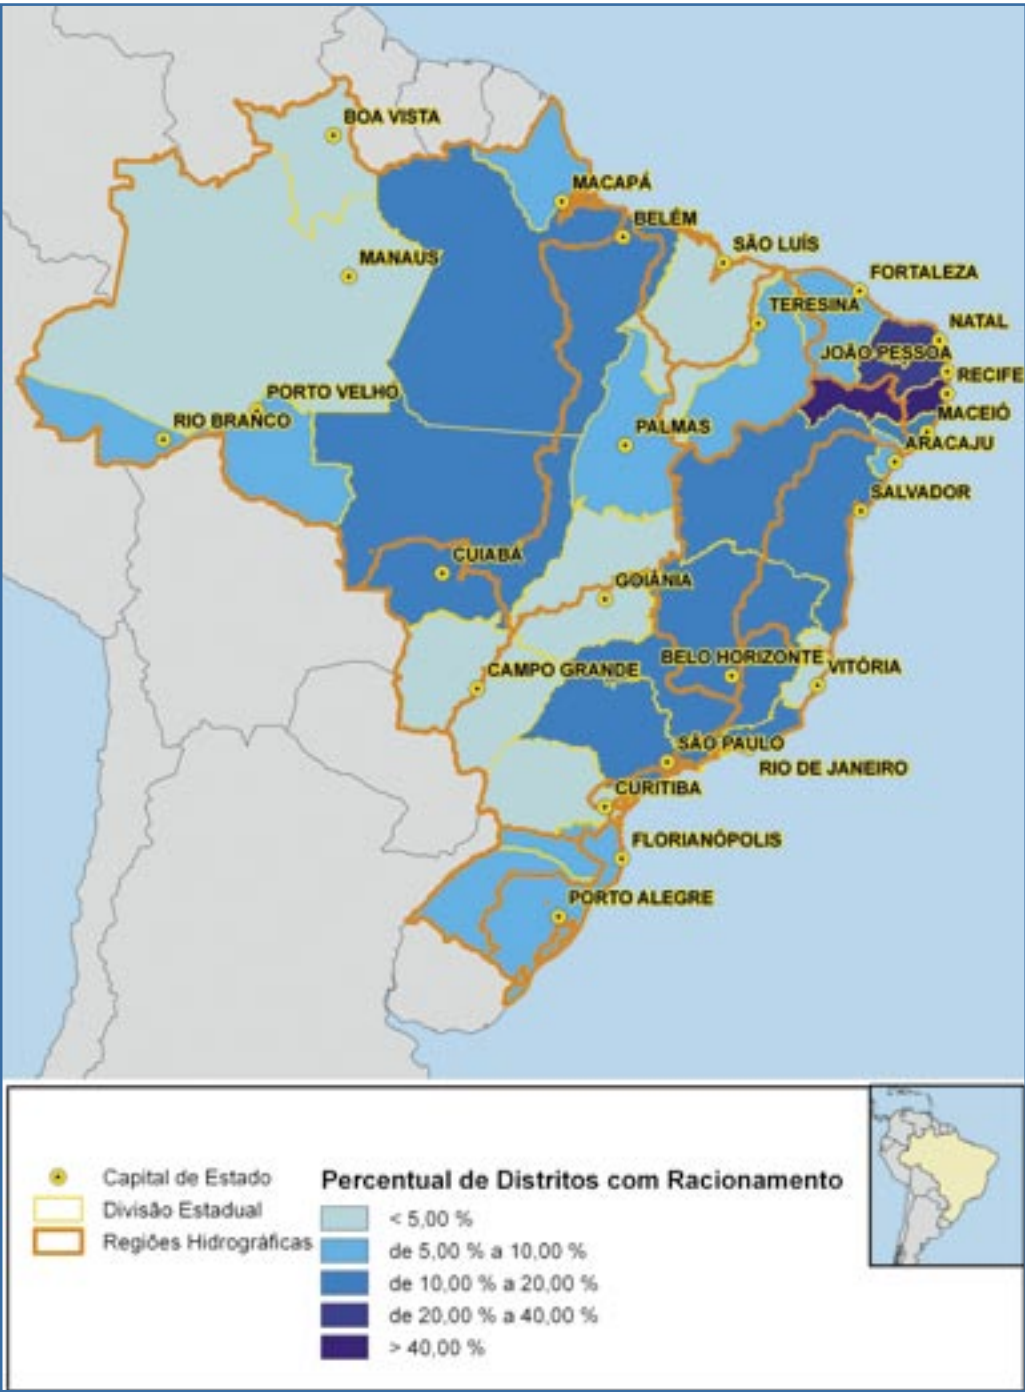 BOA VISTA
MACAPÁ
BELÉM
MANAUS
SÃO LUÍS
FORTALEZA
TERESINA
NATAL
JOÃO PESSOA
RECIFE
PORTO VELHO
MACEIÓ
RIO BRANCO
PALMAS
ARACAJU
SALVADOR
CUIABÁ
GOIÂNIA
BELO HORIZONTE
VITÓRIA
CAMPO GRANDE
SÃO PAULO
RIO DE JANEIRO
CURITIBA
FLORIANÓPOLIS
PORTO ALEGRE
Capital de Estado
Divisão Estadual
Regiões Hidrográficas
Percentual de Distritos com Racionamento
< 5,00 %
de 5,00 % a 10,00 %
de 10,00 % a 20,00 %
de 20,00 % a 40,00 %
> 40,00 %